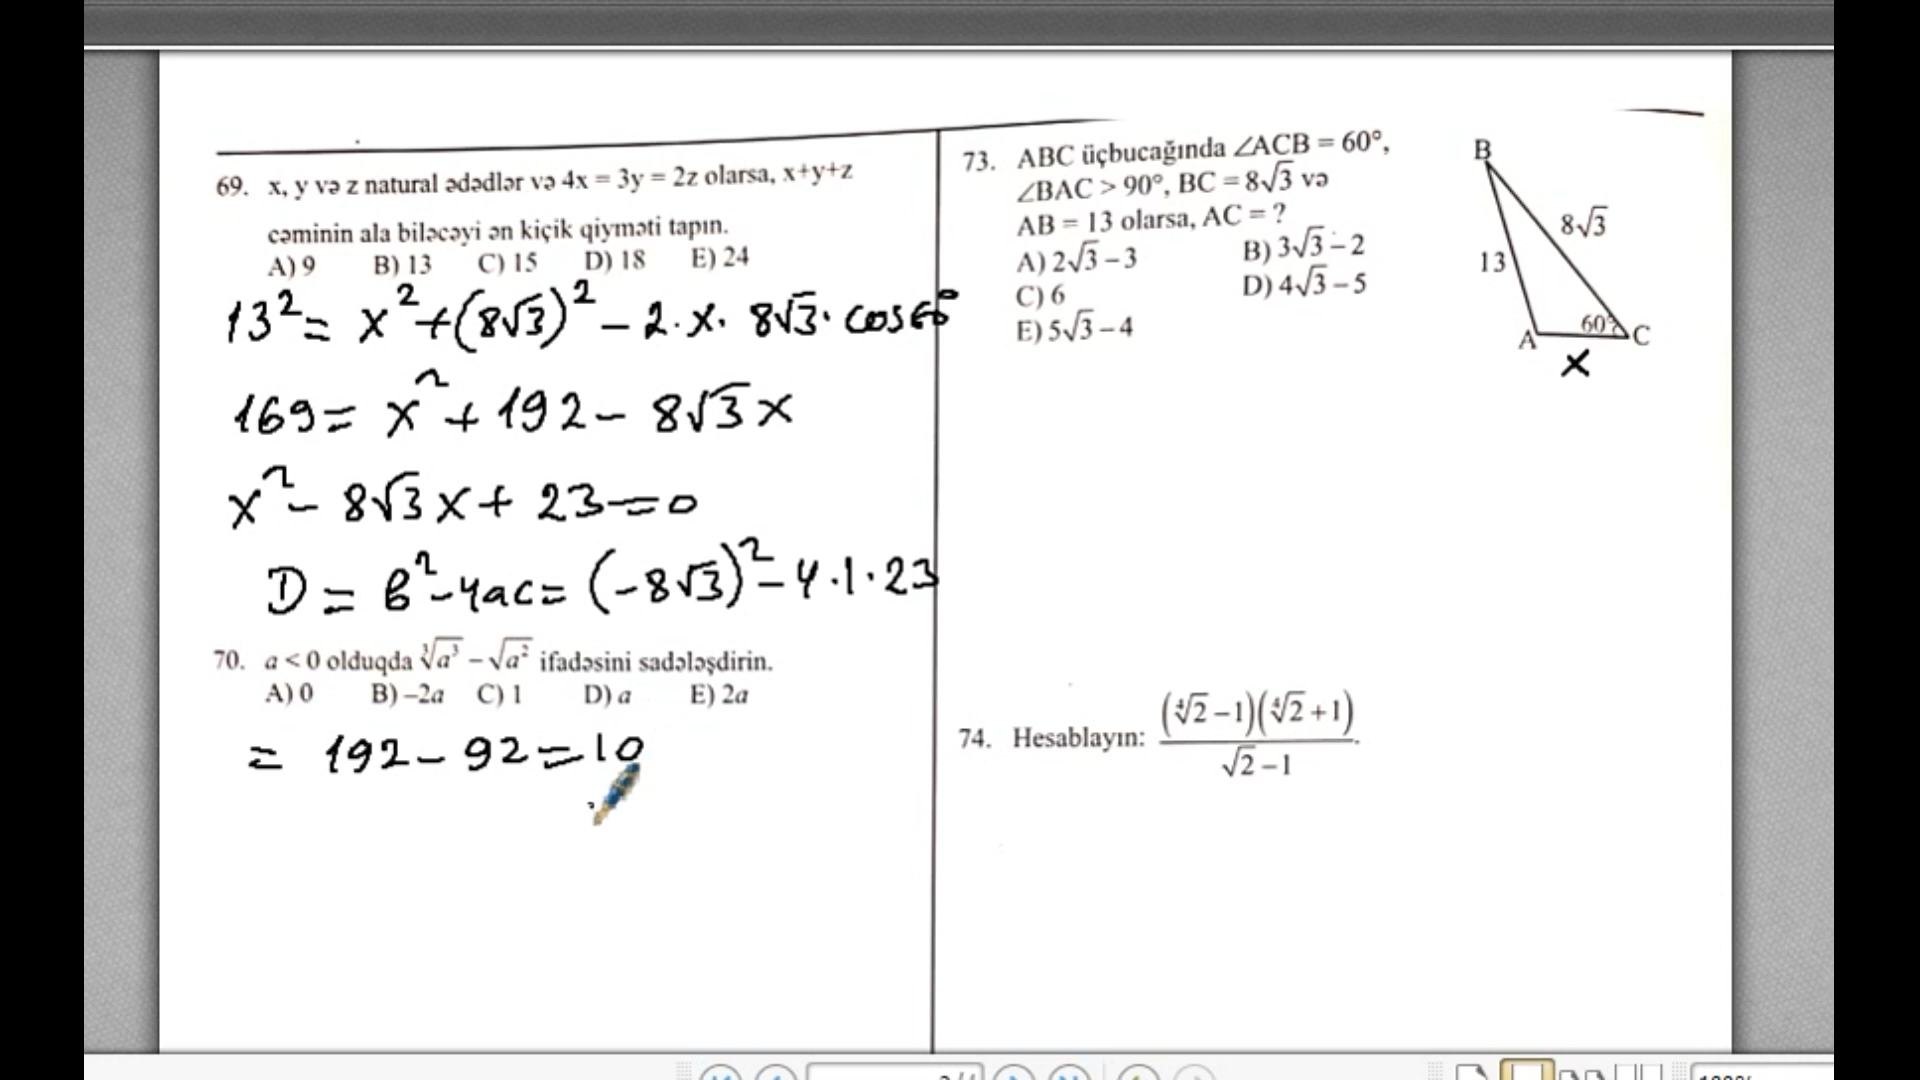 69. x, y və z natural ədədlər və 4x = 3y = 2z olarsa, x+y+z
cəminin ala biləcəyi ən kiçik qiyməti tapın.
A) 9 B) 13 C) 15 D) 18 E) 24
13² = x² + (8√3)² - 2 · x · 8√3 · cos60°
169 = x² + 192 - 8√3 x
x² - 8√3 x + 23 = 0
D = b² - 4ac = (-8√3)² - 4 · 1 · 23
70. a < 0 olduqda ∛a³ – √a² ifadəsini sadələşdirin.
A) 0 B) –2a C) 1 D) a E) 2a
= 192 - 92 = 10
73. ABC üçbucağında ∠ACB = 60°,
∠BAC > 90°, BC = 8√3 və
AB = 13 olarsa, AC = ?
A) 2√3 – 3 B) 3√3 – 2
C) 6 D) 4√3 – 5
E) 5√3 – 4
B
8√3
13
60°
A C
x
74. Hesablayın: (∜2 – 1)(∜2 + 1) / √2 – 1.